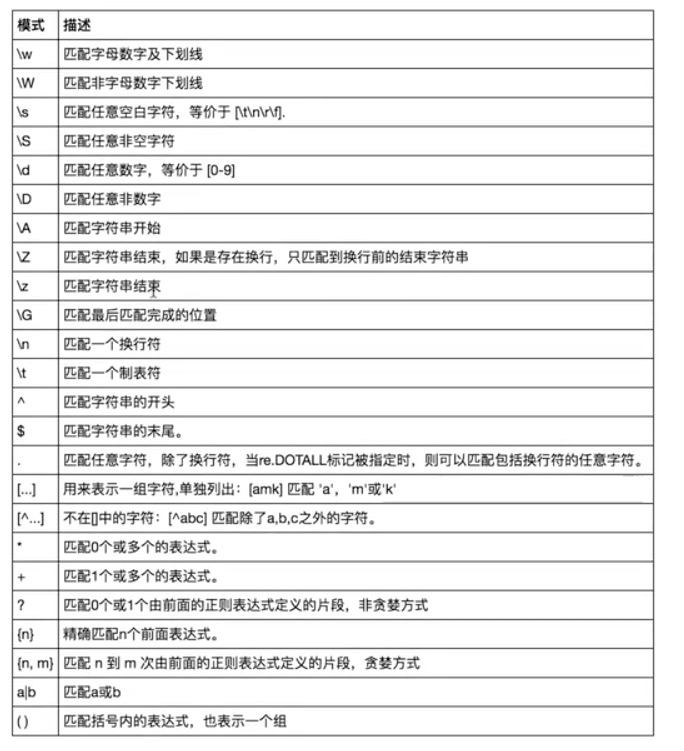 模式 描述
\w 匹配字母数字及下划线
\W 匹配非字母数字下划线
\s 匹配任意空白字符，等价于 [\t\n\r\f].
\S 匹配任意非空字符
\d 匹配任意数字，等价于 [0-9]
\D 匹配任意非数字
\A 匹配字符串开始
\Z 匹配字符串结束，如果是存在换行，只匹配到换行前的结束字符串
\z 匹配字符串结束
\G 匹配最后匹配完成的位置
\n 匹配一个换行符
\t 匹配一个制表符
^ 匹配字符串的开头
$ 匹配字符串的末尾。
. 匹配任意字符，除了换行符，当re.DOTALL标记被指定时，则可以匹配包括换行符的任意字符。
[...] 用来表示一组字符,单独列出：[amk] 匹配 'a'，'m'或'k'
[^...] 不在[]中的字符：[^abc] 匹配除了a,b,c之外的字符。
* 匹配0个或多个的表达式。
+ 匹配1个或多个的表达式。
? 匹配0个或1个由前面的正则表达式定义的片段，非贪婪方式
{n} 精确匹配n个前面表达式。
{n, m} 匹配 n 到 m 次由前面的正则表达式定义的片段，贪婪方式
a|b 匹配a或b
( ) 匹配括号内的表达式，也表示一个组